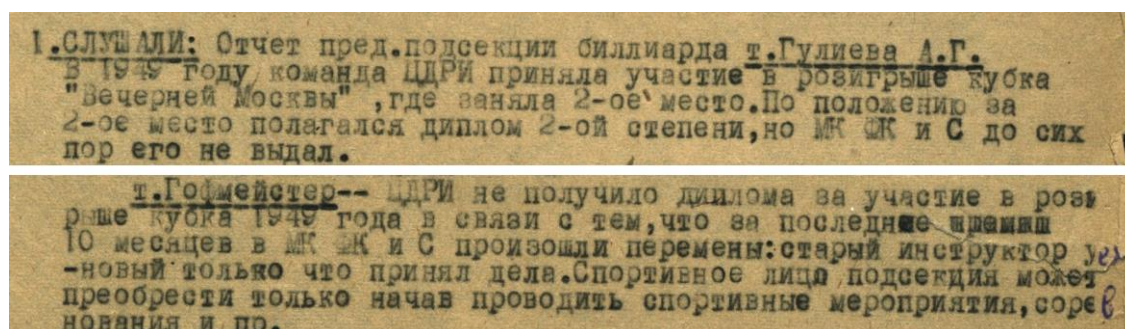 1.СЛУШАЛИ: Отчет пред.подсекции биллиарда т.Гулиева А.Г.
В 1949 году команда ЦДРИ приняла участие в розигрыше кубка
"Вечерней Москвы" ,где заняла 2-ое место.По положению за
2-ое место полагался диплом 2-ой степени,но МК ФК и С до сих
пор его не выдал.
т.Гофмейстер-- ЦДРИ не получило диплома за участие в розы
рыше кубка 1949 года в связи с тем,что за последние
10 месяцев в МК ФК и С произошли перемены:старый инструктор
-новый только что принял дела.Спортивное лицо подсекция может
преобрести только начав проводить спортивные мероприятия,сорев
нования и пр.